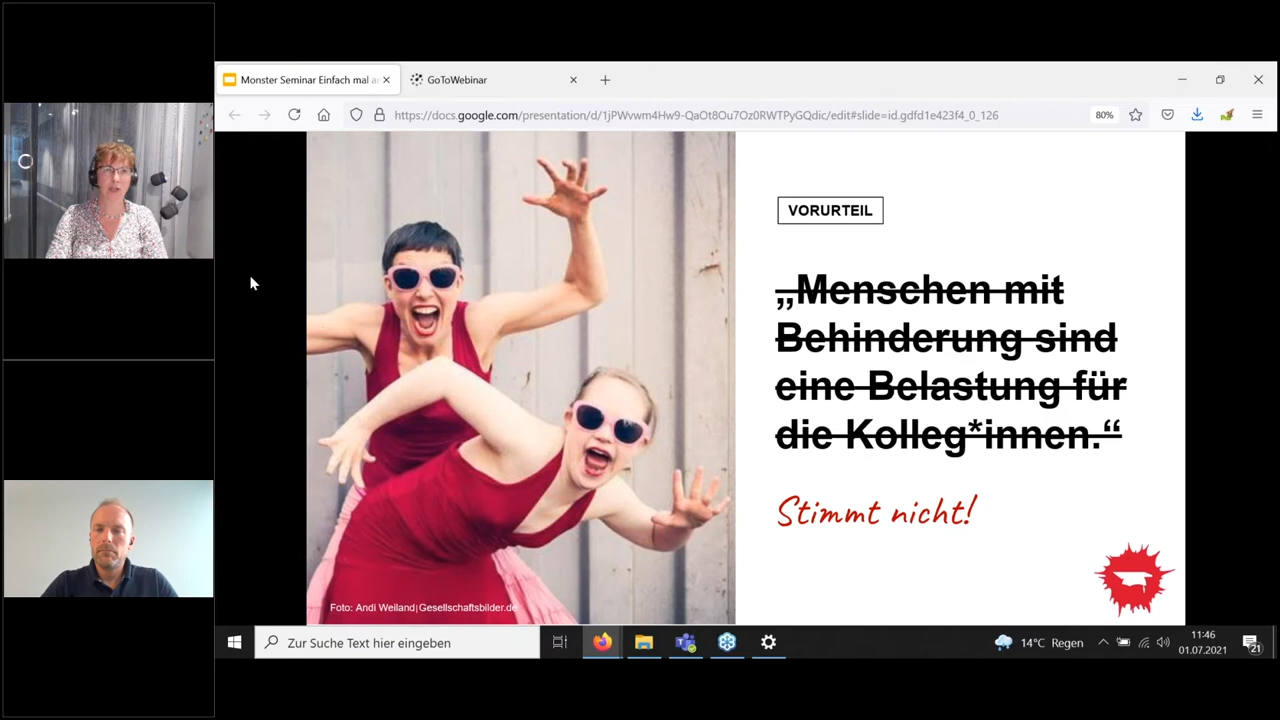 Monster Seminar Einfach mal a
GoToWebinar
https://docs.google.com/presentation/d/1jPWvwm4Hw9-QaOt8Ou7Oz0RWTPyGQdic/edit#slide=id.gdfd1e423f4_0_126
80%
VORURTEIL
„Menschen mit
Behinderung sind
eine Belastung für
die Kolleg*innen.“
Stimmt nicht!
Foto: Andi Weiland|Gesellschaftsbilder.de
Zur Suche Text hier eingeben
14°C Regen
11:46
01.07.2021
21